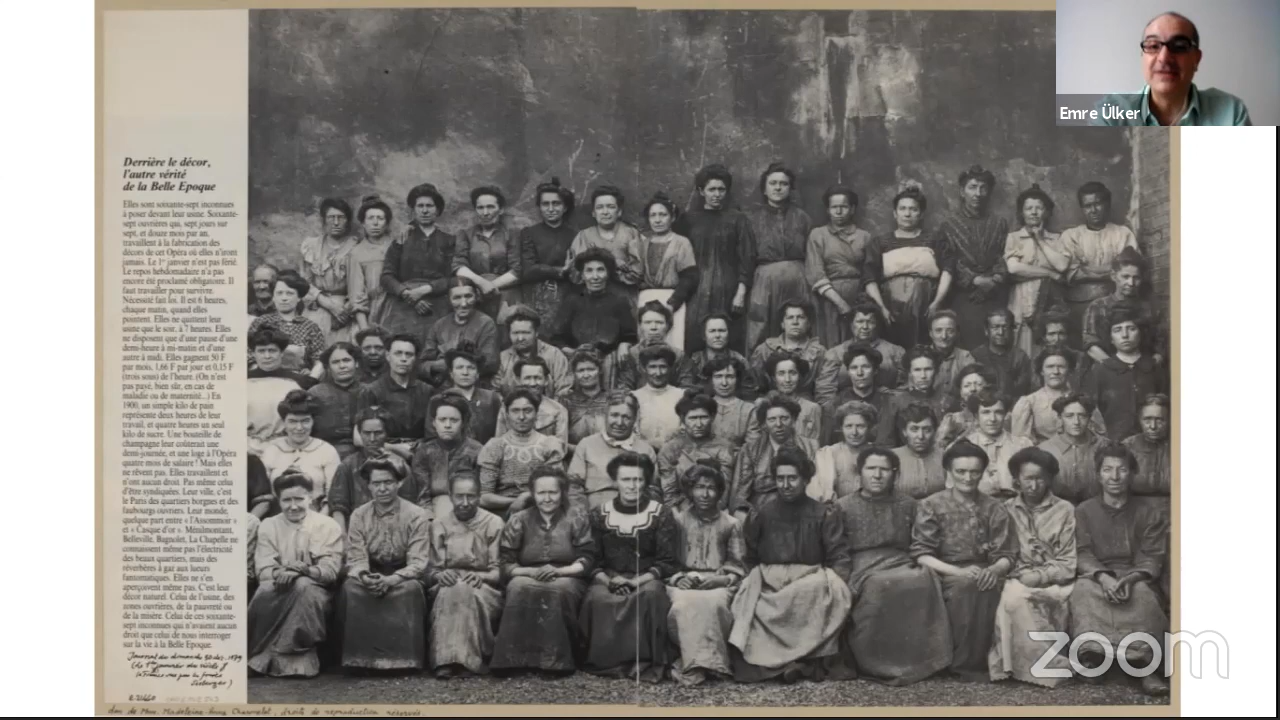 Derrière le décor,
l'autre vérité
de la Belle Epoque
Elles sont soixante-sept inconnues
à poser devant leur usine. Soixante-
sept ouvrières qui, sept jours sur
sept, et douze mois par an,
travaillent à la fabrication des
décors de cet Opéra où elles n'iront
jamais. Le 1er janvier n'est pas férié.
Le repos hebdomadaire n'a pas
encore été proclamé obligatoire. Il
faut travailler pour survivre.
Nécessité fait loi. Il est 6 heures,
chaque matin, quand elles
pointent. Elles ne quittent leur
usine que le soir, à 7 heures. Elles
ne disposent que d'une pause d'une
demi-heure à mi-matin et d'une
autre à midi. Elles gagnent 50 F
par mois, 1,66 F par jour et 0,15 F
(trois sous) de l'heure. (On n'est
pas payé, bien sûr, en cas de
maladie ou de maternité...) En
1900, un simple kilo de pain
représente deux heures de leur
travail, et quatre heures un seul
kilo de sucre. Une bouteille de
champagne leur coûterait une
demi-journée, et une loge à l'Opéra
quatre mois de salaire ! Mais elles
ne rêvent pas. Elles travaillent et
n'ont aucun droit. Pas même celui
d'être syndiquées. Leur ville, c'est
le Paris des quartiers borgnes et des
faubourgs ouvriers. Leur monde,
quelque part entre « l'Assommoir »
et « Casque d'or ». Ménilmontant,
Belleville, Bagnolet, La Chapelle ne
connaissent même pas l'électricité
des beaux quartiers, mais des
réverbères à gaz aux lueurs
fantomatiques. Elles ne s'en
aperçoivent même pas. C'est leur
décor naturel. Celui de l'usine, des
zones ouvrières, de la pauvreté ou
de la misère. Celui de ces soixante-
sept inconnues qui n'avaient aucun
droit que celui de nous interroger
sur la vie à la Belle Epoque.
Journal du dimanche
don de Mme Madeleine droits de reproduction réservés.
Emre Ülker
zoom